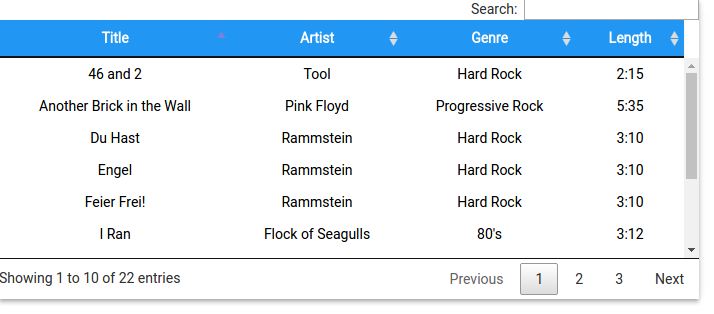 Search:
Title Artist Genre Length
46 and 2 Tool Hard Rock 2:15
Another Brick in the Wall Pink Floyd Progressive Rock 5:35
Du Hast Rammstein Hard Rock 3:10
Engel Rammstein Hard Rock 3:10
Feier Frei! Rammstein Hard Rock 3:10
I Ran Flock of Seagulls 80's 3:12
Showing 1 to 10 of 22 entries Previous 1 2 3 Next